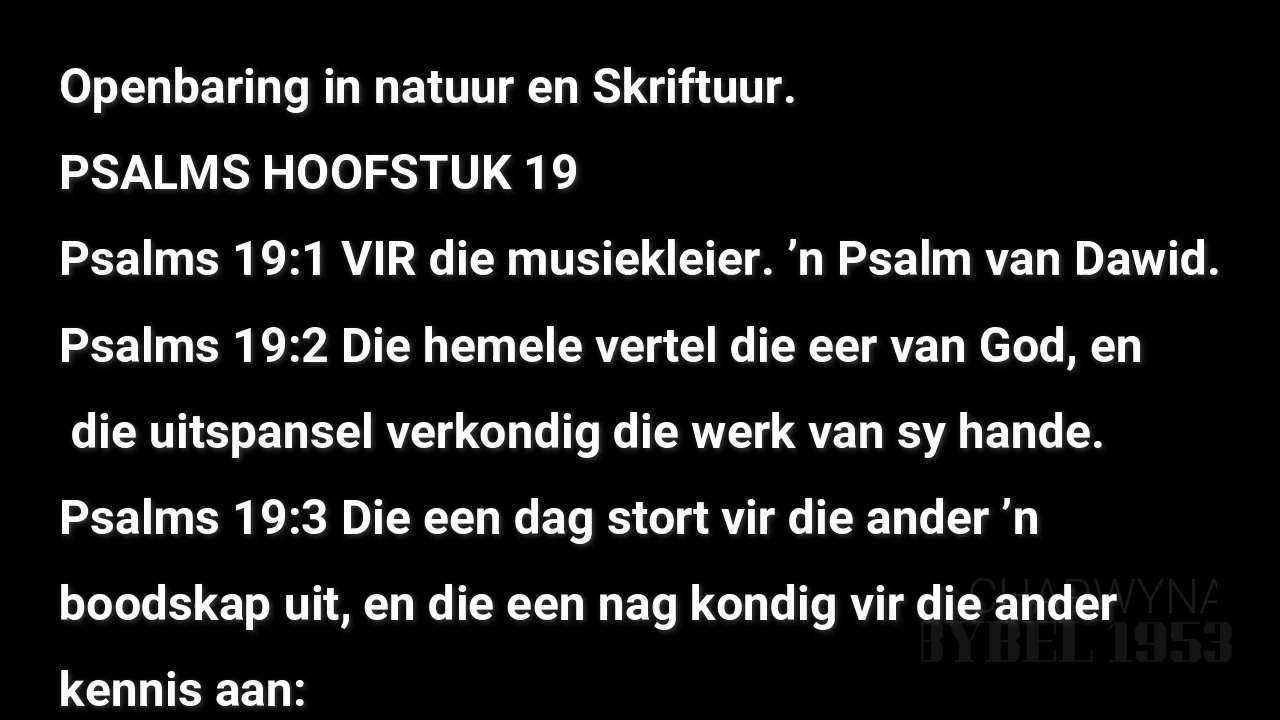 Openbaring in natuur en Skriftuur.
PSALMS HOOFSTUK 19
Psalms 19:1 VIR die musiekleier. ’n Psalm van Dawid.
Psalms 19:2 Die hemele vertel die eer van God, en
die uitspansel verkondig die werk van sy hande.
Psalms 19:3 Die een dag stort vir die ander ’n
boodskap uit, en die een nag kondig vir die ander
kennis aan:
CHADWYNA
BYBEL 1953